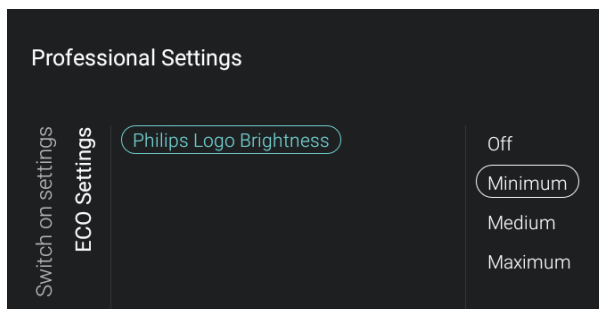 Professional Settings
Switch on settings
ECO Settings
Philips Logo Brightness
Off
Minimum
Medium
Maximum